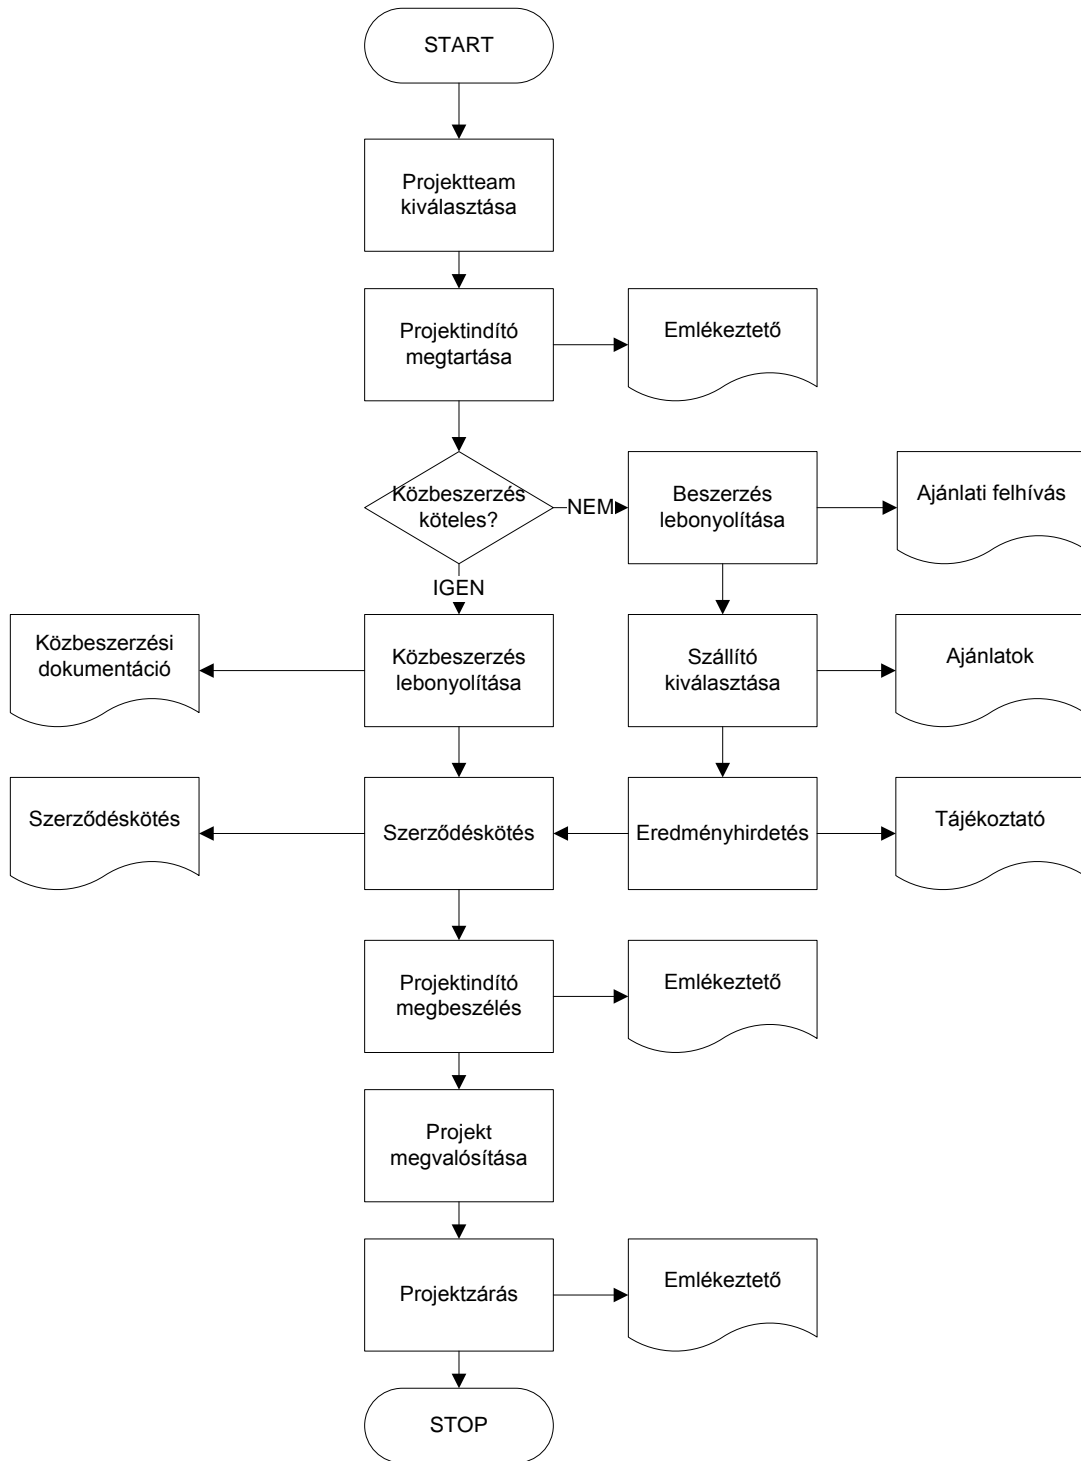 START
Projektteam
kiválasztása
Projektindító
megtartása
Emlékeztető
Közbeszerzés
köteles?
NEM
Beszerzés
lebonyolítása
Ajánlati felhívás
IGEN
Közbeszerzési
dokumentáció
Közbeszerzés
lebonyolítása
Szállító
kiválasztása
Ajánlatok
Szerződéskötés
Szerződéskötés
Eredményhirdetés
Tájékoztató
Projektindító
megbeszélés
Emlékeztető
Projekt
megvalósítása
Projektzárás
Emlékeztető
STOP